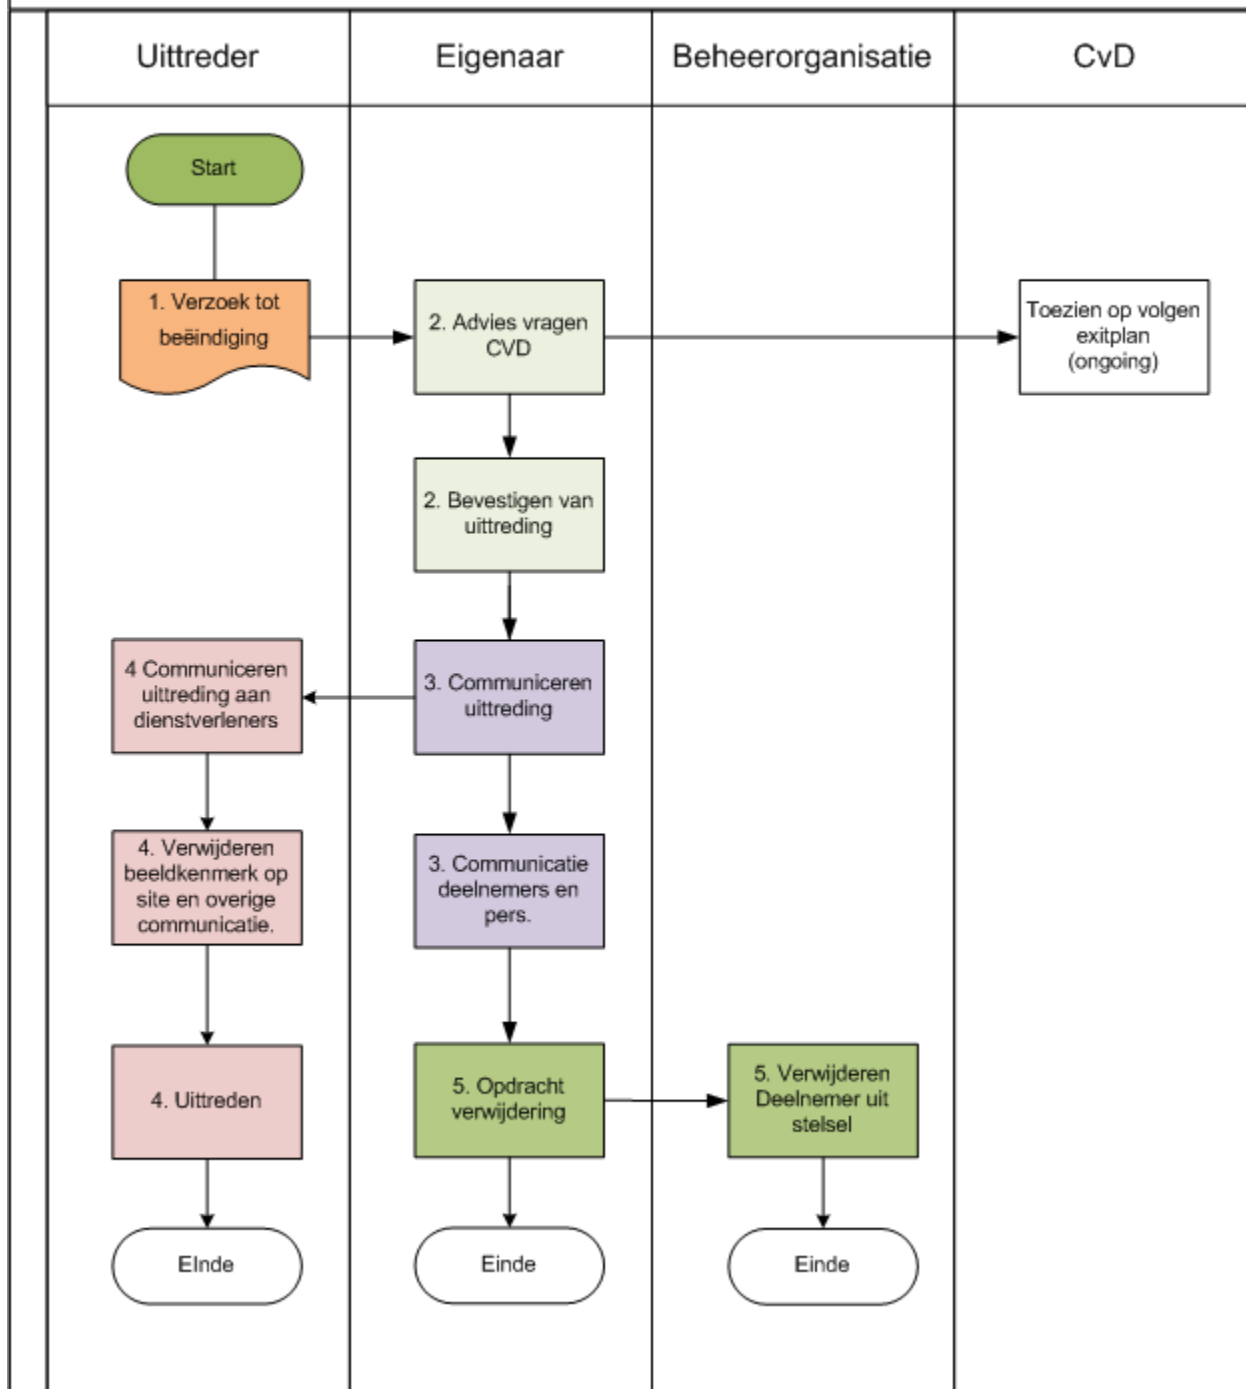 Uittreder
Eigenaar
Beheerorganisatie
CvD
Start
1. Verzoek tot
beëindiging
2. Advies vragen
CVD
Toezien op volgen
exitplan
(ongoing)
2. Bevestigen van
uittreding
4 Communiceren
uittreding aan
dienstverleners
3. Communiceren
uittreding
4. Verwijderen
beeldkenmerk op
site en overige
communicatie.
3. Communicatie
deelnemers en
pers.
4. Uittreden
5. Opdracht
verwijdering
5. Verwijderen
Deelnemer uit
stelsel
EInde
Einde
Einde